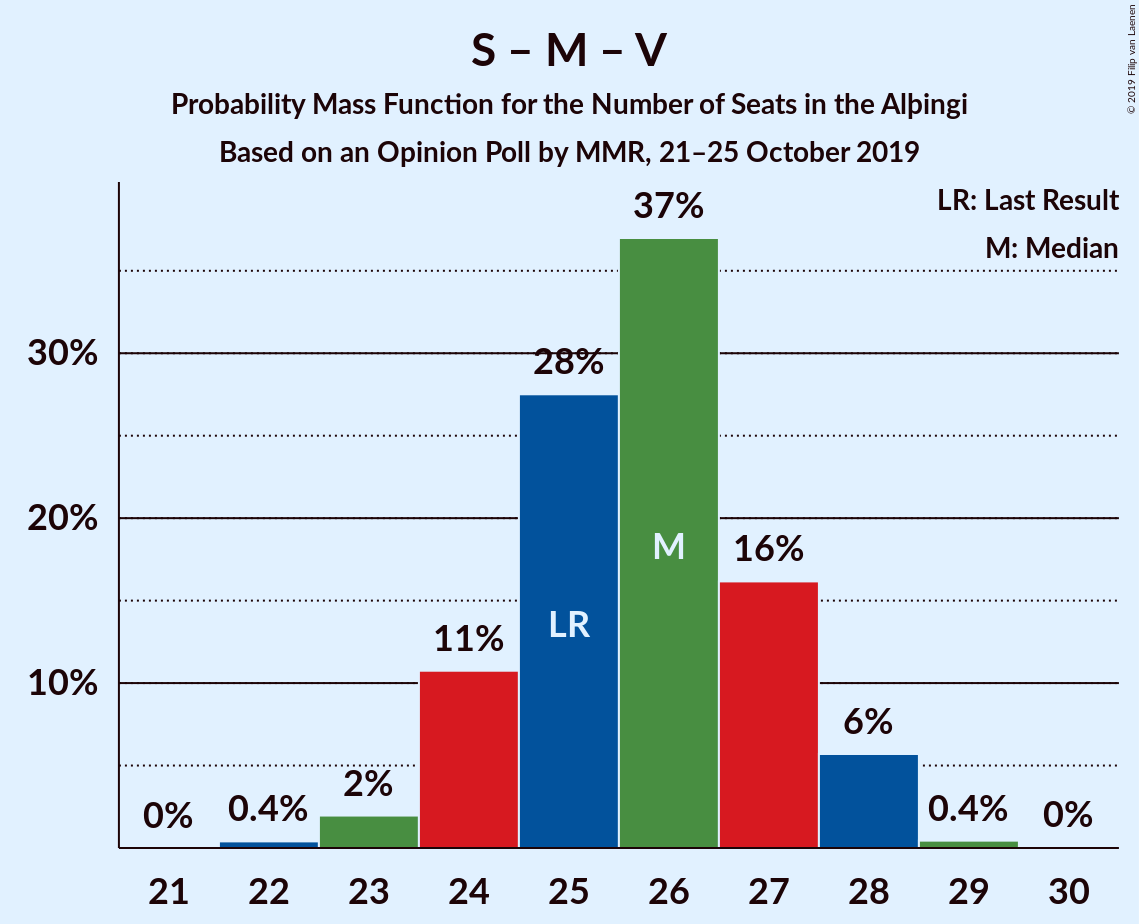 S – M – V
Probability Mass Function for the Number of Seats in the Alþingi
Based on an Opinion Poll by MMR, 21–25 October 2019
© 2019 Filip van Laenen
LR: Last Result
M: Median
37%
30%
28%
20%
M
16%
LR
11%
10%
6%
2%
0%
0.4%
0.4%
0%
21 22 23 24 25 26 27 28 29 30